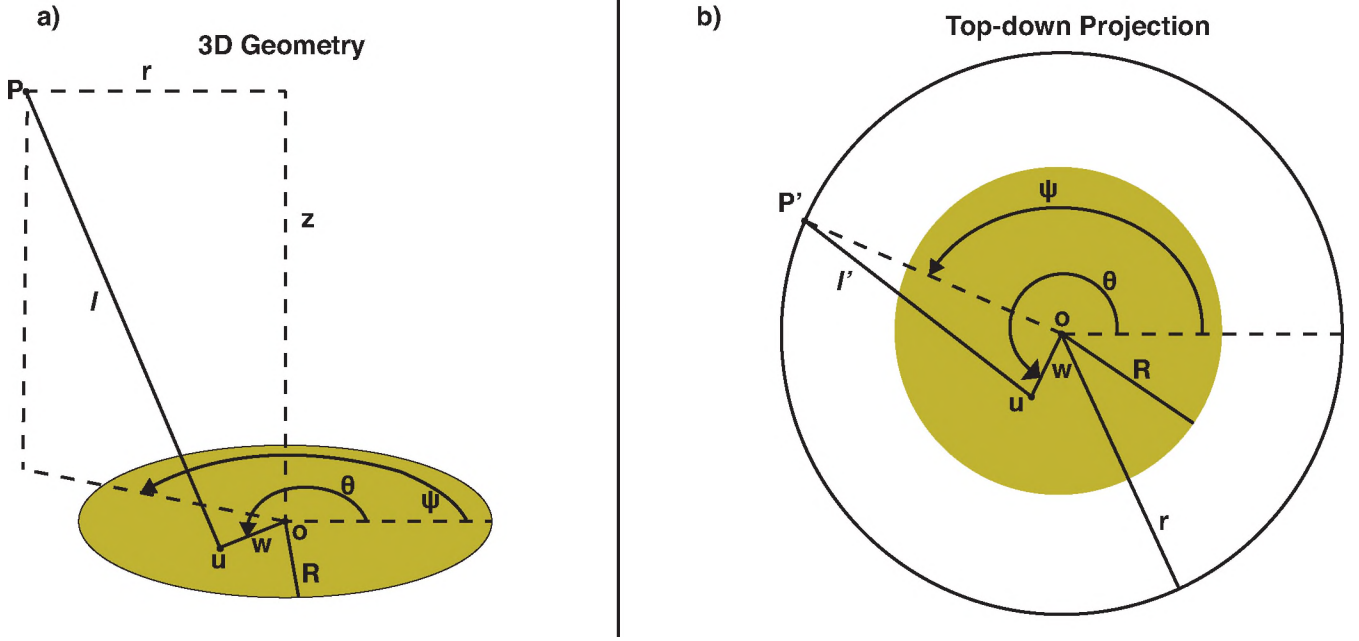 a)
3D Geometry
P
r
z
l
θ
ψ
o
w
u
R
b)
Top-down Projection
P’
ψ
l’
θ
o
w
R
u
r